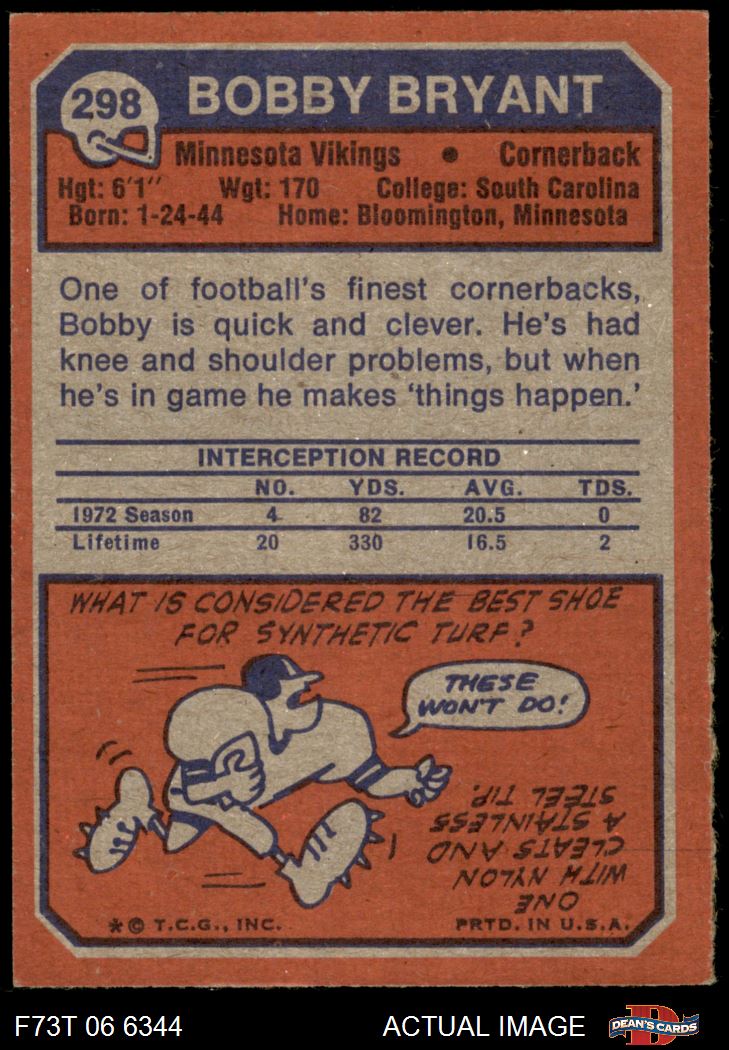 298 BOBBY BRYANT
Minnesota Vikings • Cornerback
Hgt: 6'1" Wgt: 170 College: South Carolina
Born: 1-24-44 Home: Bloomington, Minnesota
One of football's finest cornerbacks,
Bobby is quick and clever. He's had
knee and shoulder problems, but when
he's in game he makes 'things happen.'
INTERCEPTION RECORD
NO. YDS. AVG. TDS.
1972 Season 4 82 20.5 0
Lifetime 20 330 16.5 2
WHAT IS CONSIDERED THE BEST SHOE
FOR SYNTHETIC TURF?
THESE
WON'T DO!
ONE
WITH NYLON
CLEATS AND
A STAINLESS
STEEL TIP.
* © T.C.G., INC. PRTD. IN U.S.A.
F73T 06 6344 ACTUAL IMAGE D DEAN'S CARDS